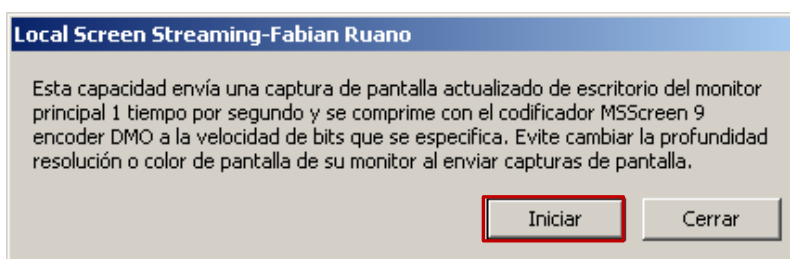 Local Screen Streaming-Fabian Ruano
Esta capacidad envía una captura de pantalla actualizado de escritorio del monitor
principal 1 tiempo por segundo y se comprime con el codificador MSScreen 9
encoder DMO a la velocidad de bits que se especifica. Evite cambiar la profundidad
resolución o color de pantalla de su monitor al enviar capturas de pantalla.
Iniciar
Cerrar